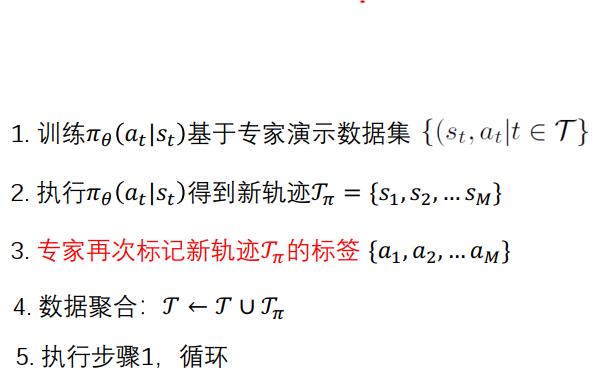 1. 训练πθ(at|st)基于专家演示数据集 {(st, at|t ∈ 𝒯}
2. 执行πθ(at|st)得到新轨迹𝒯π = {s1, s2, … sM}
3. 专家再次标记新轨迹𝒯π的标签 {a1, a2, … aM}
4. 数据聚合：𝒯 ← 𝒯 ∪ 𝒯π
5. 执行步骤1，循环